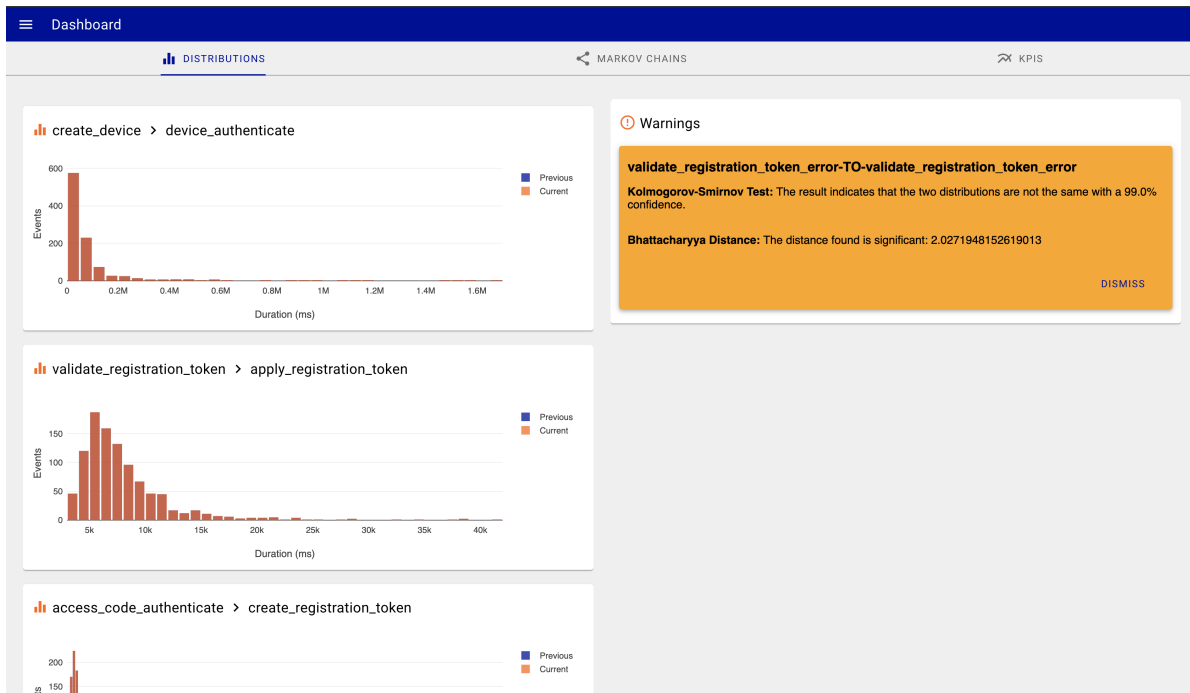 Dashboard
DISTRIBUTIONS
MARKOV CHAINS
KPIS
create_device > device_authenticate
600
400
200
0
Events
0 0.2M 0.4M 0.6M 0.8M 1M 1.2M 1.4M 1.6M
Duration (ms)
Previous
Current
validate_registration_token > apply_registration_token
150
100
50
0
Events
5k 10k 15k 20k 25k 30k 35k 40k
Duration (ms)
Previous
Current
access_code_authenticate > create_registration_token
200
150
Previous
Current
Warnings
validate_registration_token_error-TO-validate_registration_token_error
Kolmogorov-Smirnov Test: The result indicates that the two distributions are not the same with a 99.0%
confidence.
Bhattacharyya Distance: The distance found is significant: 2.0271948152619013
DISMISS